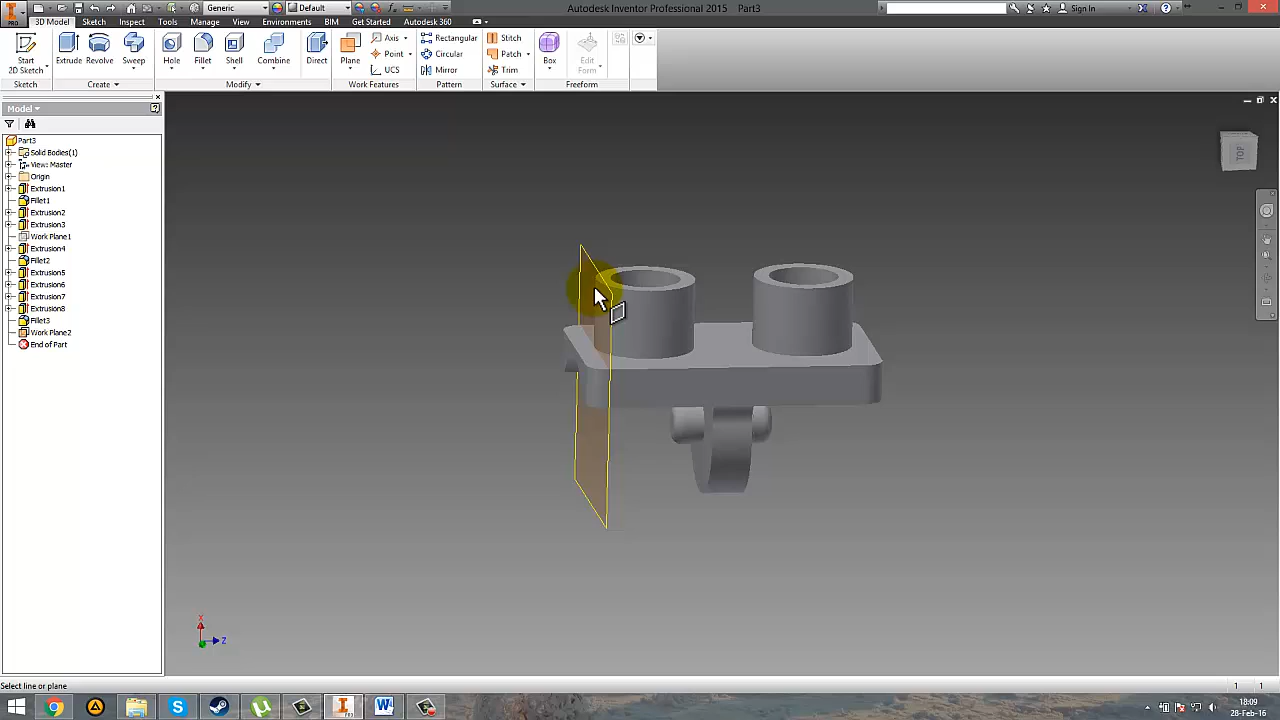 Generic
Default
Autodesk Inventor Professional 2015   Part3
Sign In
PRO
3D Model
Sketch
Inspect
Tools
Manage
View
Environments
BIM
Get Started
Autodesk 360
Start
2D Sketch
Extrude
Revolve
Sweep
Hole
Fillet
Shell
Combine
Direct
Plane
Axis
Point
UCS
Rectangular
Circular
Mirror
Stitch
Patch
Trim
Box
Edit
Form
Sketch
Create
Modify
Work Features
Pattern
Surface
Freeform
Model
Part3
Solid Bodies(1)
View: Master
Origin
Extrusion1
Fillet1
Extrusion2
Extrusion3
Work Plane1
Extrusion4
Fillet2
Extrusion5
Extrusion6
Extrusion7
Extrusion8
Fillet3
Work Plane2
End of Part
TOP
X
Z
Select line or plane
1 1
18:09
28-Feb-16